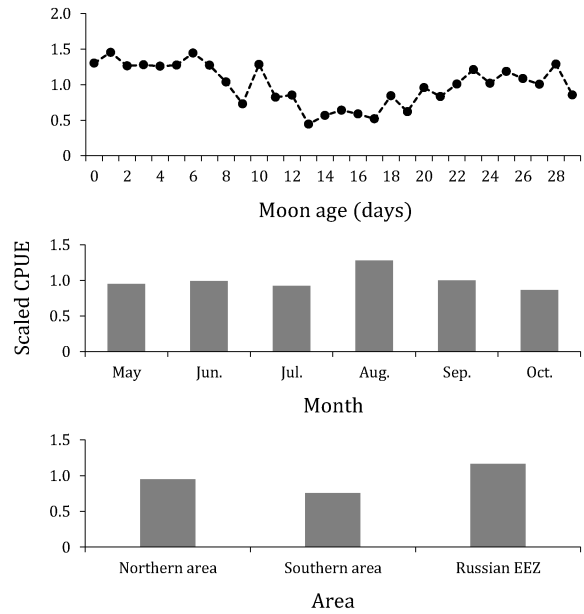 2.0
1.5
1.0
0.5
0
0 2 4 6 8 10 12 14 16 18 20 22 24 26 28
Moon age (days)
Scaled CPUE
1.5
1.0
0.5
0
May Jun. Jul. Aug. Sep. Oct.
Month
1.5
1.0
0.5
0
Northern area Southern area Russian EEZ
Area